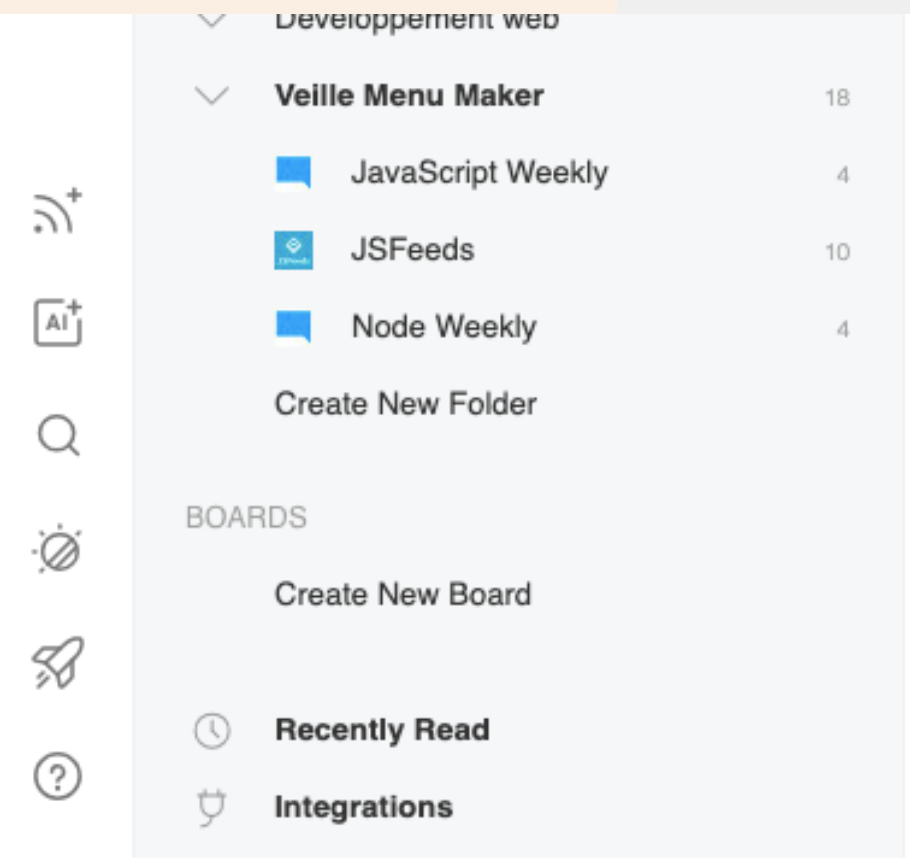 Développement web
Veille Menu Maker 18
JavaScript Weekly 4
JSFeeds 10
Node Weekly 4
Create New Folder
AI
BOARDS
Create New Board
Recently Read
Integrations